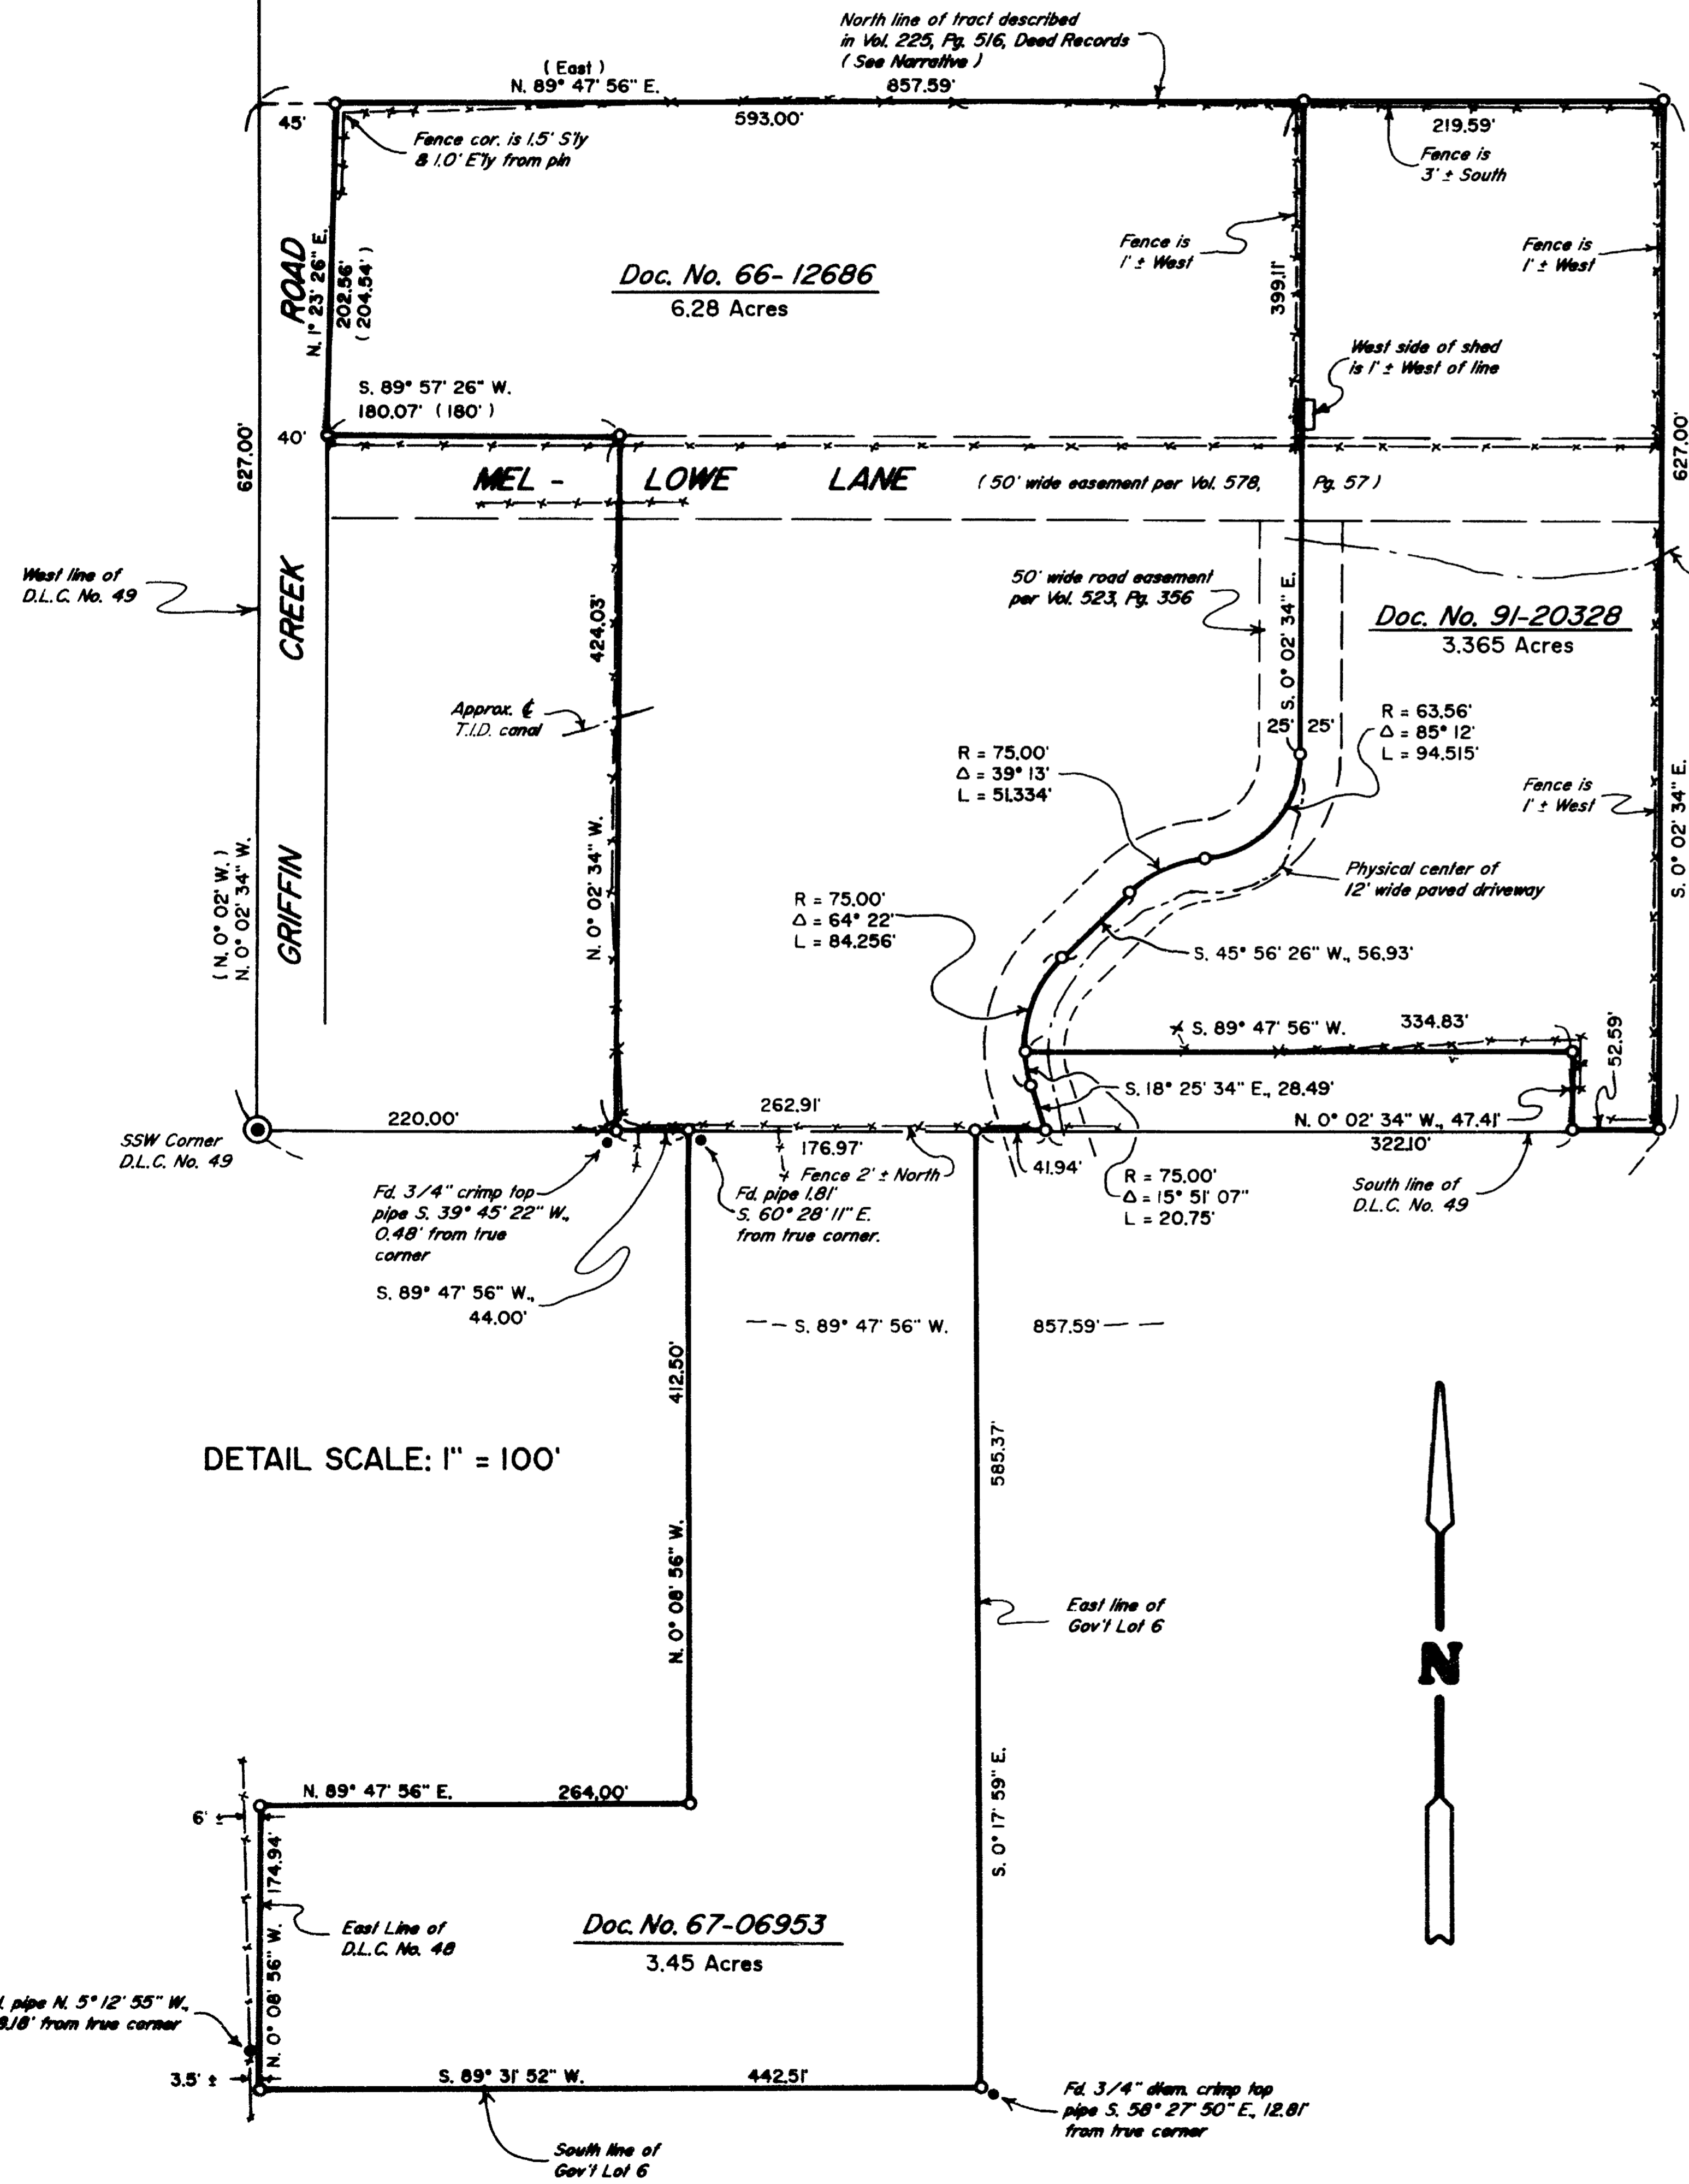 North line of tract described
in Vol. 225, Pg. 516, Deed Records
( See Narrative )
( East )
N. 89° 47' 56" E.
857.59'
45'
593.00'
219.59'
Fence cor. is 1.5' S'ly
& 1.0' E'ly from pin
Fence is
3' ± South
Fence is
1' ± West
Fence is
1' ± West
ROAD
N. 1° 23' 26" E.
202.56'
( 204.54' )
Doc. No. 66-12686
6.28 Acres
399.11'
West side of shed
is 1' ± West of line
S. 89° 57' 26" W.
180.07' ( 180' )
40'
627.00'
627.00'
MEL - LOWE LANE
( 50' wide easement per Vol. 578, Pg. 57 )
West line of
D.L.C. No. 49
CREEK
424.03'
50' wide road easement
per Vol. 523, Pg. 356
S. 0° 02' 34" E.
Doc. No. 91-20328
3.365 Acres
Approx. ℄
T.I.D. canal
25' 25'
R = 63.56'
Δ = 85° 12'
L = 94.515'
R = 75.00'
Δ = 39° 13'
L = 51.334'
Fence is
1' ± West
S. 0° 02' 34" E.
( N. 0° 02' W. )
N. 0° 02' 34" W.
GRIFFIN
N. 0° 02' 34" W.
Physical center of
12' wide paved driveway
R = 75.00'
Δ = 64° 22'
L = 84.256'
S. 45° 56' 26" W., 56.93'
S. 89° 47' 56" W.
334.83'
52.59'
S. 18° 25' 34" E., 28.49'
N. 0° 02' 34" W., 47.41'
322.10'
220.00'
262.91'
176.97'
41.94'
SSW Corner
D.L.C. No. 49
Fence 2' ± North
R = 75.00'
Δ = 15° 51' 07"
L = 20.75'
South line of
D.L.C. No. 49
Fd. 3/4" crimp top
pipe S. 39° 45' 22" W.,
0.48' from true
corner
Fd. pipe 1.81'
S. 60° 28' 11" E.
from true corner.
S. 89° 47' 56" W.,
44.00'
S. 89° 47' 56" W. 857.59'
412.50'
585.37'
DETAIL SCALE: 1" = 100'
N. 0° 08' 56" W.
East line of
Gov't Lot 6
N
N. 89° 47' 56" E. 264.00'
6' ±
174.94'
S. 0° 17' 59" E.
East Line of
D.L.C. No. 48
Doc. No. 67-06953
3.45 Acres
N. 0° 08' 56" W.
pipe N. 5° 12' 55" W.,
from true corner
3.5' ±
S. 89° 31' 52" W. 442.51'
Fd. 3/4" diam. crimp top
pipe S. 58° 27' 50" E., 12.81'
from true corner
South line of
Gov't Lot 6